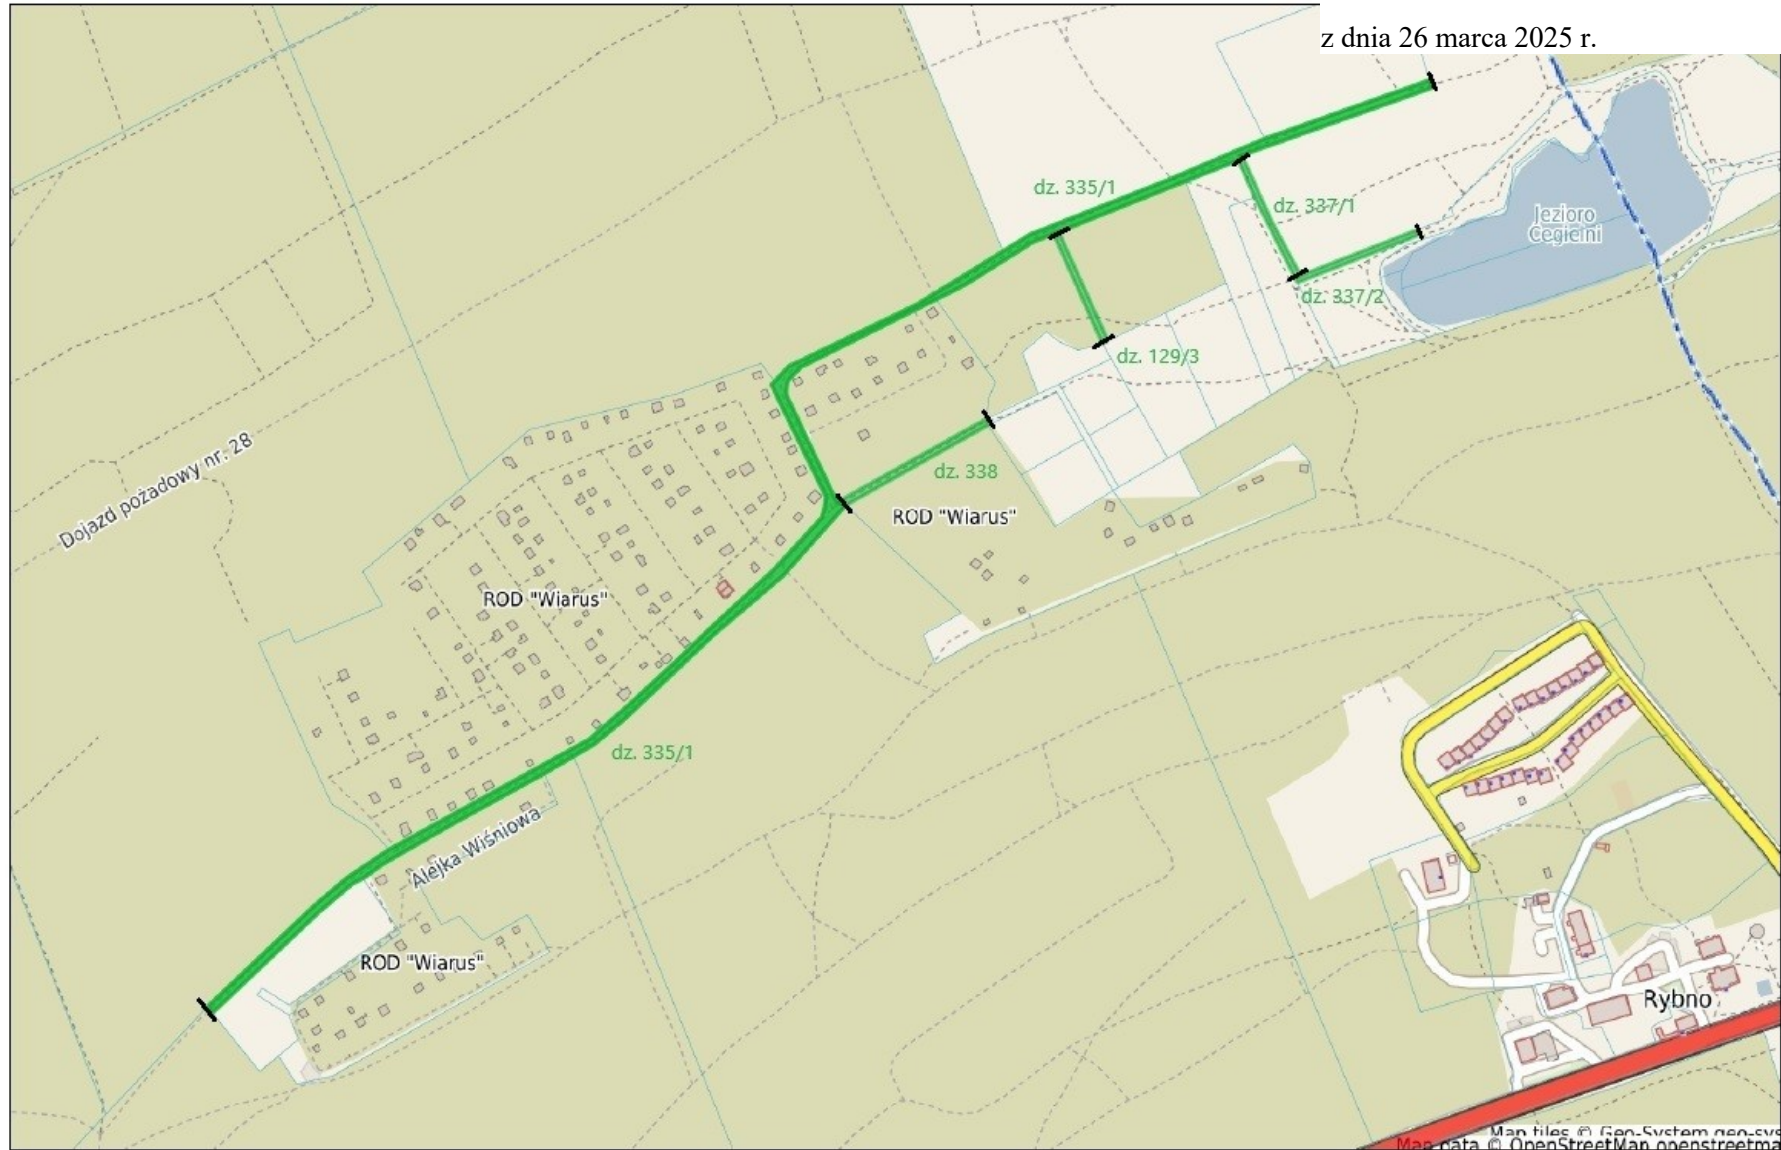 z dnia 26 marca 2025 r.
dz. 335/1
dz. 337/1
Jezioro
Cegielni
dz. 337/2
dz. 129/3
Dojazd pożadowy nr. 28
dz. 338
ROD "Wiarus"
ROD "Wiarus"
dz. 335/1
Alejka Wiśniowa
ROD "Wiarus"
Rybno
Map tiles © Geo-System geo-sys
Map data © OpenStreetMap openstreetma